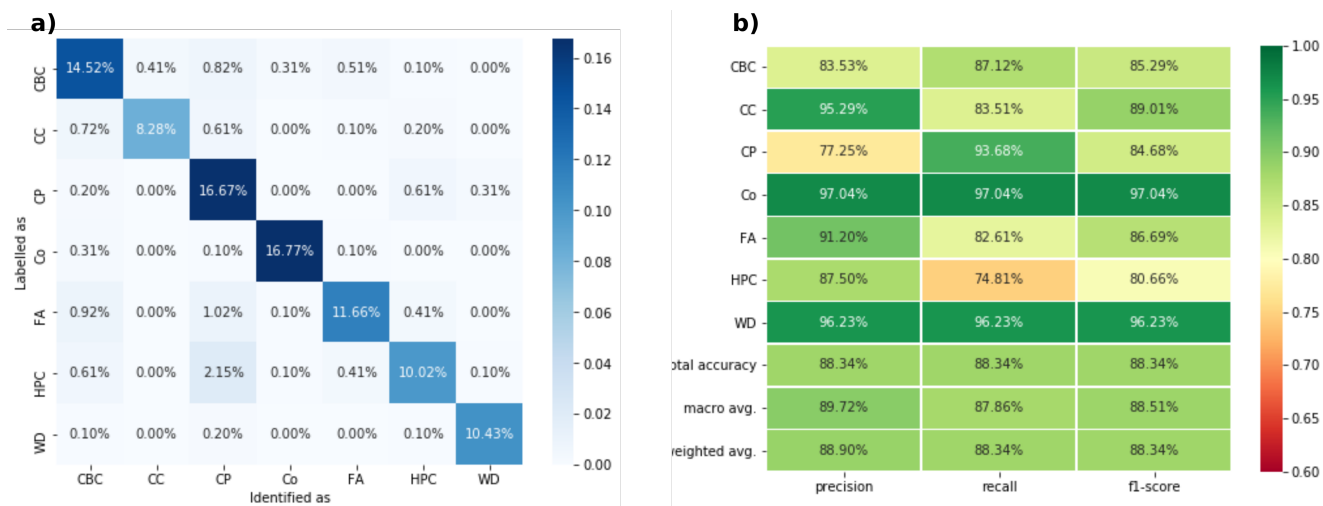 a)
CBC 14.52% 0.41% 0.82% 0.31% 0.51% 0.10% 0.00%
CC 0.72% 8.28% 0.61% 0.00% 0.10% 0.20% 0.00%
CP 0.20% 0.00% 16.67% 0.00% 0.00% 0.61% 0.31%
Co 0.31% 0.00% 0.10% 16.77% 0.10% 0.00% 0.00%
FA 0.92% 0.00% 1.02% 0.10% 11.66% 0.41% 0.00%
HPC 0.61% 0.00% 2.15% 0.10% 0.41% 10.02% 0.10%
WD 0.10% 0.00% 0.20% 0.00% 0.00% 0.10% 10.43%
CBC CC CP Co FA HPC WD
Identified as
Labelled as
0.16
0.14
0.12
0.10
0.08
0.06
0.04
0.02
0.00
b)
CBC 83.53% 87.12% 85.29%
CC 95.29% 83.51% 89.01%
CP 77.25% 93.68% 84.68%
Co 97.04% 97.04% 97.04%
FA 91.20% 82.61% 86.69%
HPC 87.50% 74.81% 80.66%
WD 96.23% 96.23% 96.23%
otal accuracy 88.34% 88.34% 88.34%
macro avg. 89.72% 87.86% 88.51%
weighted avg. 88.90% 88.34% 88.34%
precision recall f1-score
1.00
0.95
0.90
0.85
0.80
0.75
0.70
0.65
0.60